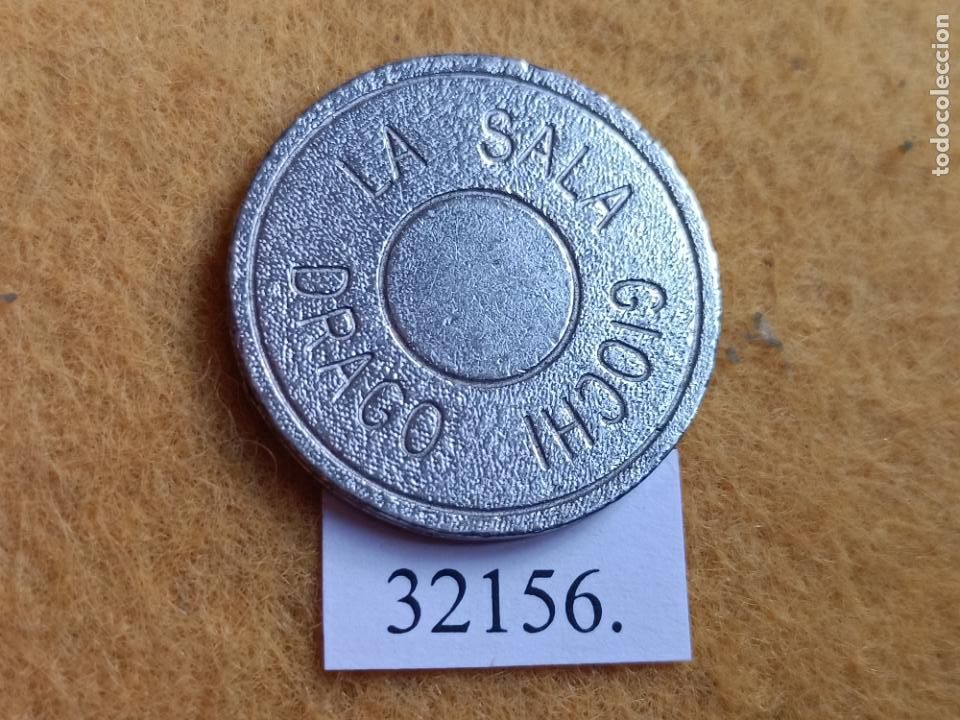 LA SALA GIOCHI
DRAGO
32156.
todocoleccion